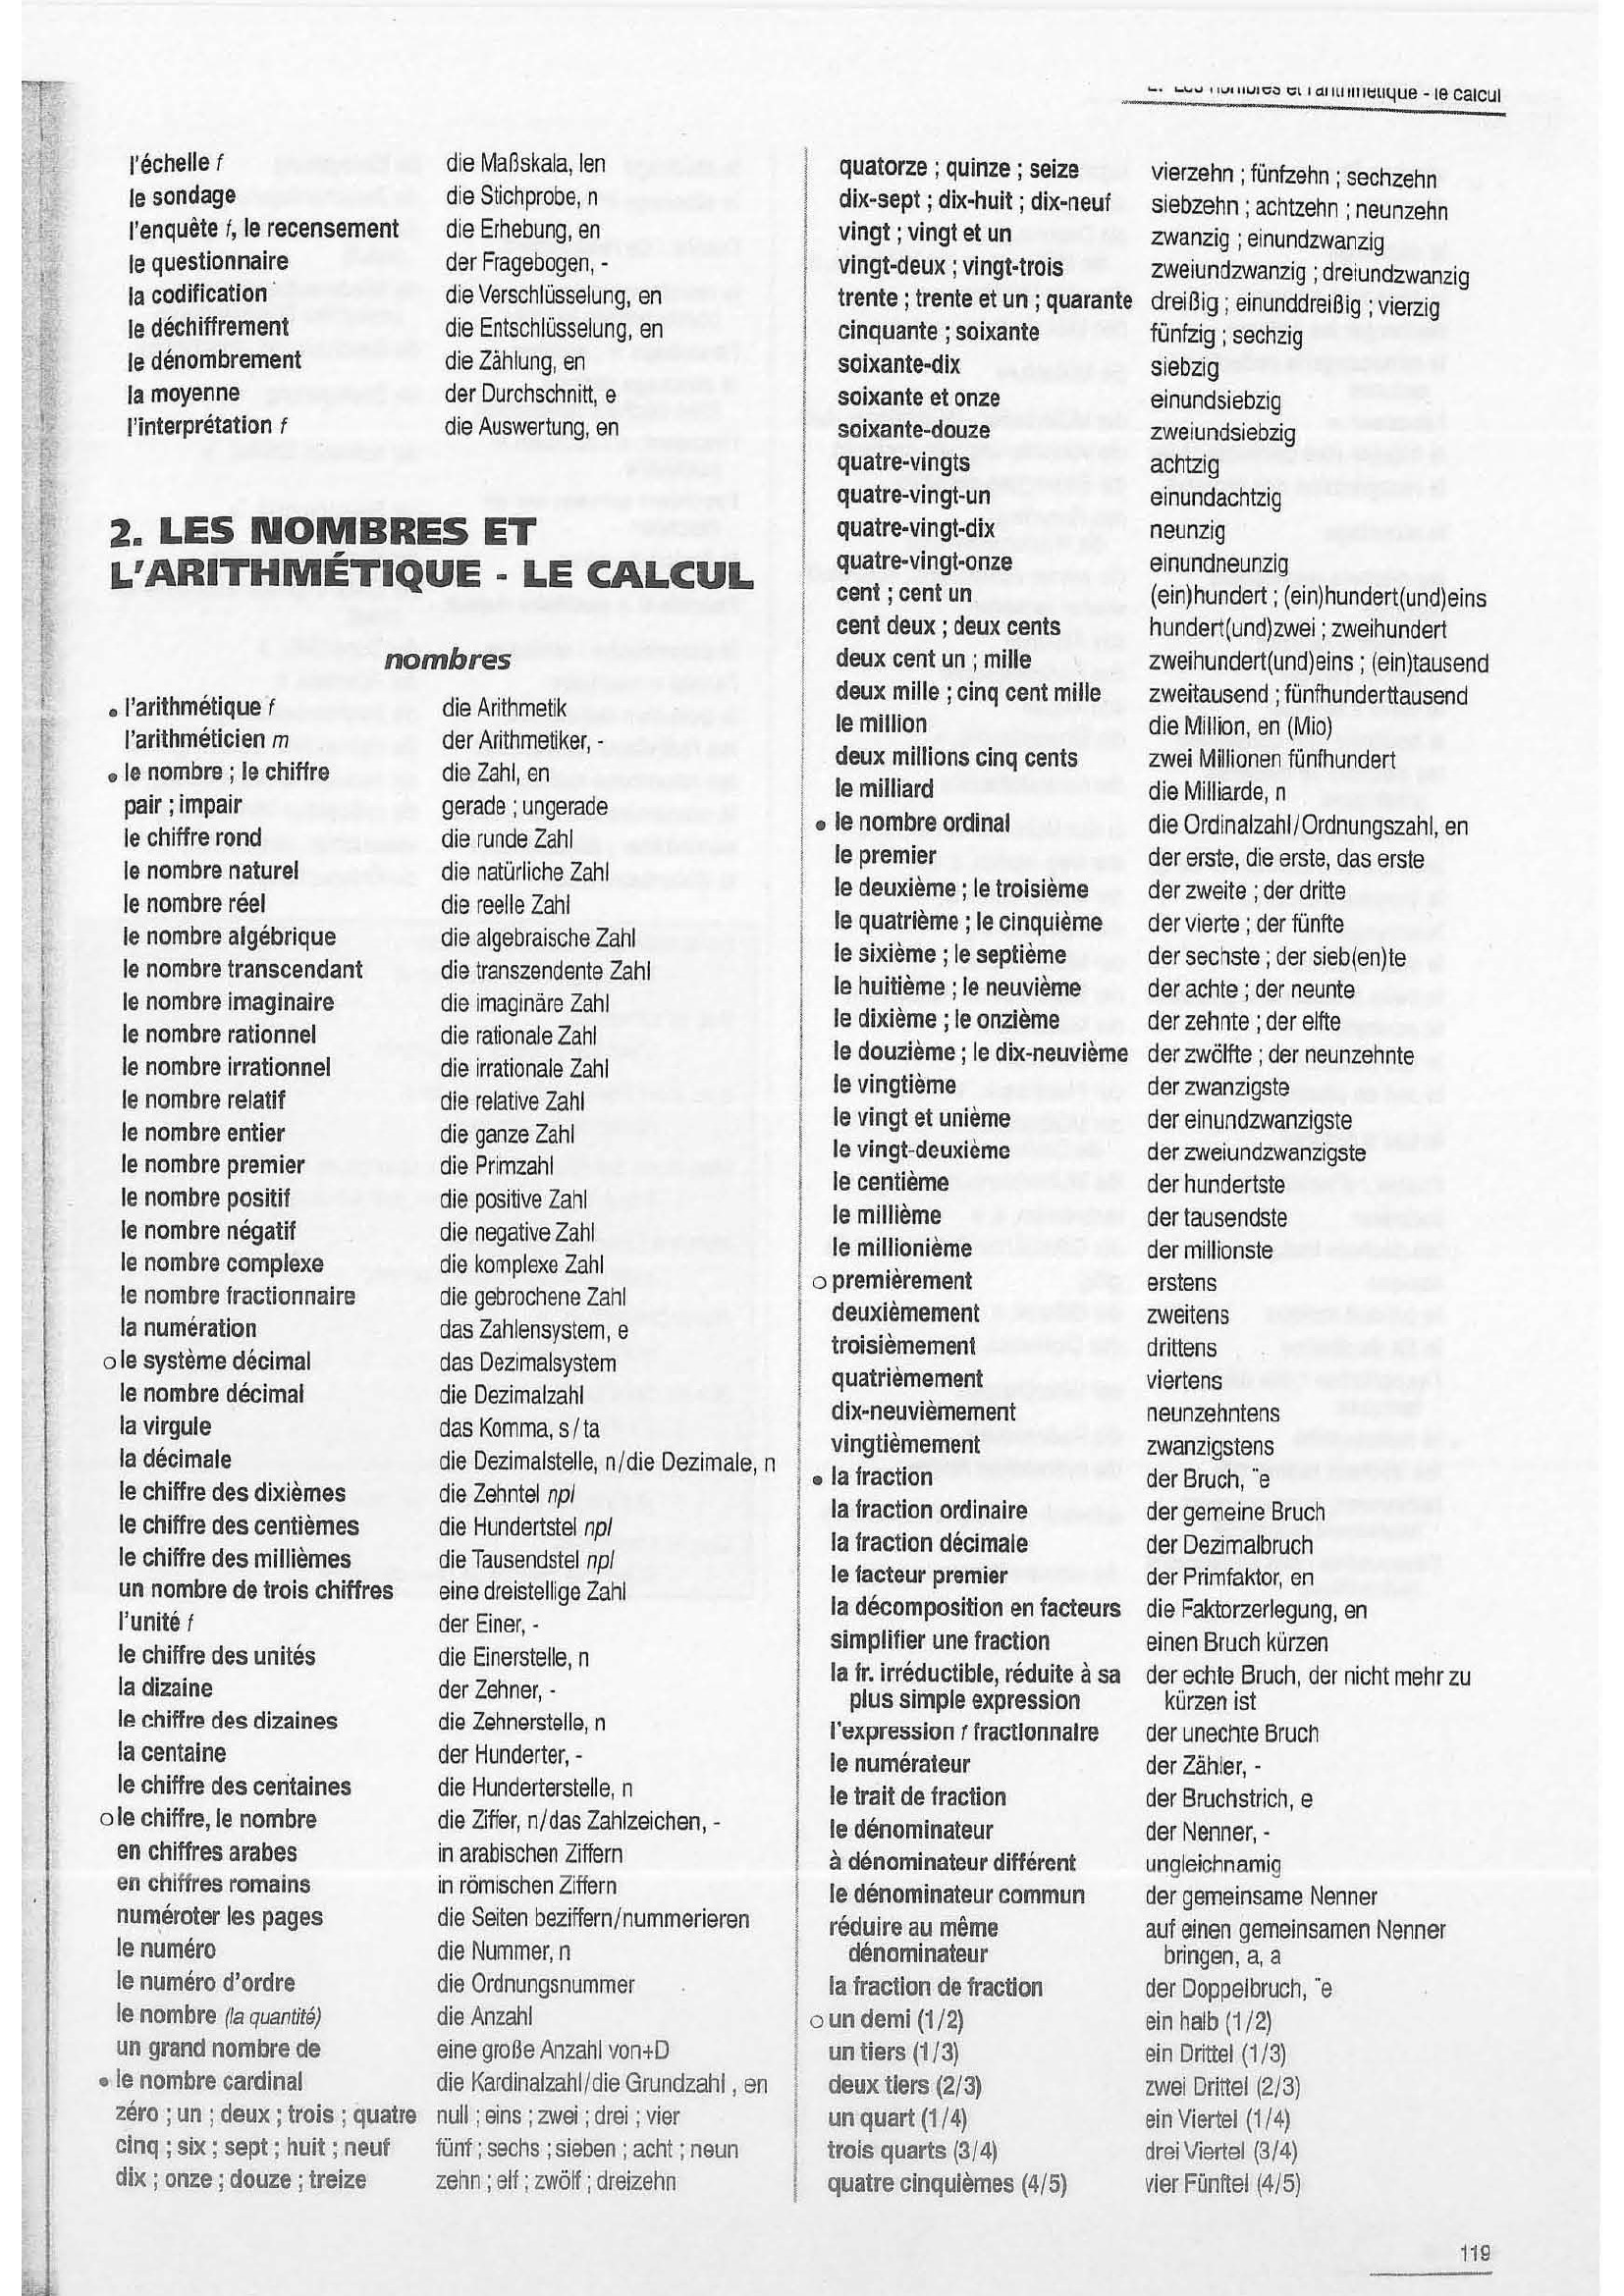 2. Les nombres et l'arithmétique - le calcul
l'échelle f die Maßskala, len
le sondage die Stichprobe, n
l'enquête f, le recensement die Erhebung, en
le questionnaire der Fragebogen, -
la codification die Verschlüsselung, en
le déchiffrement die Entschlüsselung, en
le dénombrement die Zählung, en
la moyenne der Durchschnitt, e
l'interprétation f die Auswertung, en
2. LES NOMBRES ET
L'ARITHMÉTIQUE - LE CALCUL
nombres
• l'arithmétique f die Arithmetik
l'arithméticien m der Arithmetiker, -
• le nombre ; le chiffre die Zahl, en
pair ; impair gerade ; ungerade
le chiffre rond die runde Zahl
le nombre naturel die natürliche Zahl
le nombre réel die reelle Zahl
le nombre algébrique die algebraische Zahl
le nombre transcendant die transzendente Zahl
le nombre imaginaire die imaginäre Zahl
le nombre rationnel die rationale Zahl
le nombre irrationnel die irrationale Zahl
le nombre relatif die relative Zahl
le nombre entier die ganze Zahl
le nombre premier die Primzahl
le nombre positif die positive Zahl
le nombre négatif die negative Zahl
le nombre complexe die komplexe Zahl
le nombre fractionnaire die gebrochene Zahl
la numération das Zahlensystem, e
o le système décimal das Dezimalsystem
le nombre décimal die Dezimalzahl
la virgule das Komma, s/ta
la décimale die Dezimalstelle, n/die Dezimale, n
le chiffre des dixièmes die Zehntel npl
le chiffre des centièmes die Hundertstel npl
le chiffre des millièmes die Tausendstel npl
un nombre de trois chiffres eine dreistellige Zahl
l'unité f der Einer, -
le chiffre des unités die Einerstelle, n
la dizaine der Zehner, -
le chiffre des dizaines die Zehnerstelle, n
la centaine der Hunderter, -
le chiffre des centaines die Hunderterstelle, n
o le chiffre, le nombre die Ziffer, n/das Zahlzeichen, -
en chiffres arabes in arabischen Ziffern
en chiffres romains in römischen Ziffern
numéroter les pages die Seiten beziffern/nummerieren
le numéro die Nummer, n
le numéro d'ordre die Ordnungsnummer
le nombre (la quantité) die Anzahl
un grand nombre de eine große Anzahl von+D
• le nombre cardinal die Kardinalzahl/die Grundzahl, en
zéro ; un ; deux ; trois ; quatre null ; eins ; zwei ; drei ; vier
cinq ; six ; sept ; huit ; neuf fünf ; sechs ; sieben ; acht ; neun
dix ; onze ; douze ; treize zehn ; elf ; zwölf ; dreizehn
quatorze ; quinze ; seize vierzehn ; fünfzehn ; sechzehn
dix-sept ; dix-huit ; dix-neuf siebzehn ; achtzehn ; neunzehn
vingt ; vingt et un zwanzig ; einundzwanzig
vingt-deux ; vingt-trois zweiundzwanzig ; dreiundzwanzig
trente ; trente et un ; quarante dreißig ; einunddreißig ; vierzig
cinquante ; soixante fünfzig ; sechzig
soixante-dix siebzig
soixante et onze einundsiebzig
soixante-douze zweiundsiebzig
quatre-vingts achtzig
quatre-vingt-un einundachtzig
quatre-vingt-dix neunzig
quatre-vingt-onze einundneunzig
cent ; cent un (ein)hundert ; (ein)hundert(und)eins
cent deux ; deux cents hundert(und)zwei ; zweihundert
deux cent un ; mille zweihundert(und)eins ; (ein)tausend
deux mille ; cinq cent mille zweitausend ; fünfhunderttausend
le million die Million, en (Mio)
deux millions cinq cents zwei Millionen fünfhundert
le milliard die Milliarde, n
• le nombre ordinal die Ordinalzahl/Ordnungszahl, en
le premier der erste, die erste, das erste
le deuxième ; le troisième der zweite ; der dritte
le quatrième ; le cinquième der vierte ; der fünfte
le sixième ; le septième der sechste ; der sieb(en)te
le huitième ; le neuvième der achte ; der neunte
le dixième ; le onzième der zehnte ; der elfte
le douzième ; le dix-neuvième der zwölfte ; der neunzehnte
le vingtième der zwanzigste
le vingt et unième der einundzwanzigste
le vingt-deuxième der zweiundzwanzigste
le centième der hundertste
le millième der tausendste
le millionième der millionste
o premièrement erstens
deuxièmement zweitens
troisièmement drittens
quatrièmement viertens
dix-neuvièmement neunzehntens
vingtièmement zwanzigstens
• la fraction der Bruch, ¨e
la fraction ordinaire der gemeine Bruch
la fraction décimale der Dezimalbruch
le facteur premier der Primfaktor, en
la décomposition en facteurs die Faktorzerlegung, en
simplifier une fraction einen Bruch kürzen
la fr. irréductible, réduite à sa der echte Bruch, der nicht mehr zu
plus simple expression kürzen ist
l'expression f fractionnaire der unechte Bruch
le numérateur der Zähler, -
le trait de fraction der Bruchstrich, e
le dénominateur der Nenner, -
à dénominateur différent ungleichnamig
le dénominateur commun der gemeinsame Nenner
réduire au même auf einen gemeinsamen Nenner
dénominateur bringen, a, a
la fraction de fraction der Doppelbruch, ¨e
o un demi (1/2) ein halb (1/2)
un tiers (1/3) ein Drittel (1/3)
deux tiers (2/3) zwei Drittel (2/3)
un quart (1/4) ein Viertel (1/4)
trois quarts (3/4) drei Viertel (3/4)
quatre cinquièmes (4/5) vier Fünftel (4/5)
119